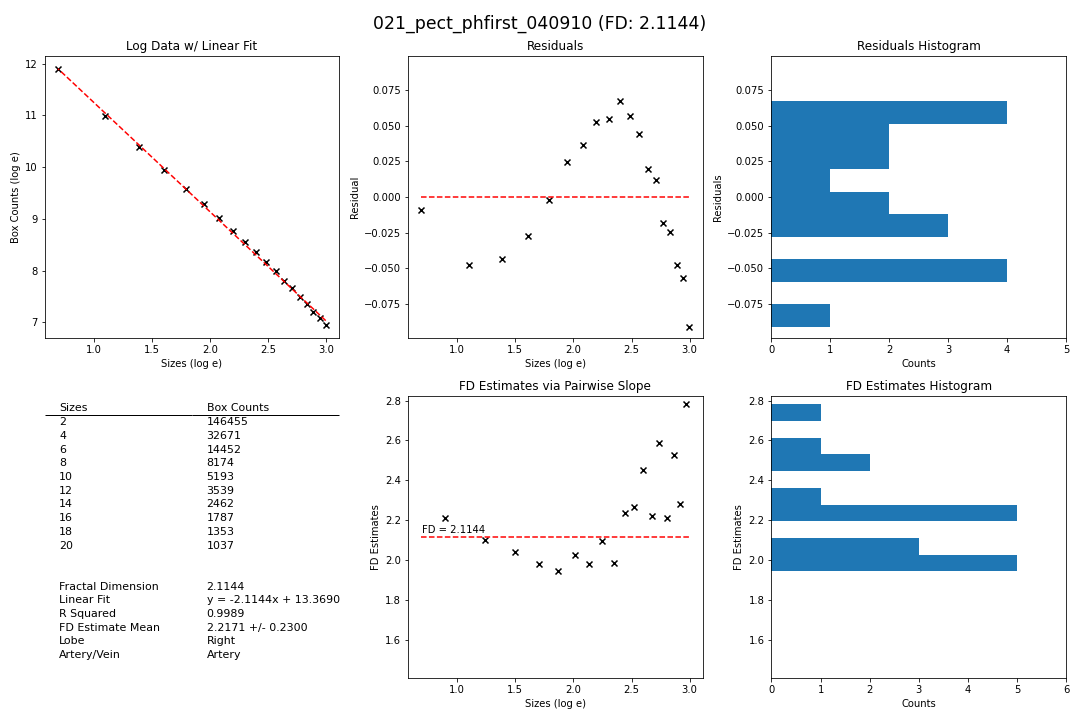 021_pect_phfirst_040910 (FD: 2.1144)
Log Data w/ Linear Fit
12
11
10
9
8
7
Box Counts (log e)
1.0 1.5 2.0 2.5 3.0
Sizes (log e)
Residuals
0.075
0.050
0.025
0.000
−0.025
−0.050
−0.075
Residual
1.0 1.5 2.0 2.5 3.0
Sizes (log e)
Residuals Histogram
0.075
0.050
0.025
0.000
−0.025
−0.050
−0.075
Residuals
0 1 2 3 4 5
Counts
Sizes Box Counts
2 146455
4 32671
6 14452
8 8174
10 5193
12 3539
14 2462
16 1787
18 1353
20 1037
Fractal Dimension 2.1144
Linear Fit y = -2.1144x + 13.3690
R Squared 0.9989
FD Estimate Mean 2.2171 +/- 0.2300
Lobe Right
Artery/Vein Artery
FD Estimates via Pairwise Slope
2.8
2.6
2.4
2.2
2.0
1.8
1.6
FD Estimates
FD = 2.1144
1.0 1.5 2.0 2.5 3.0
Sizes (log e)
FD Estimates Histogram
2.8
2.6
2.4
2.2
2.0
1.8
1.6
FD Estimates
0 1 2 3 4 5 6
Counts